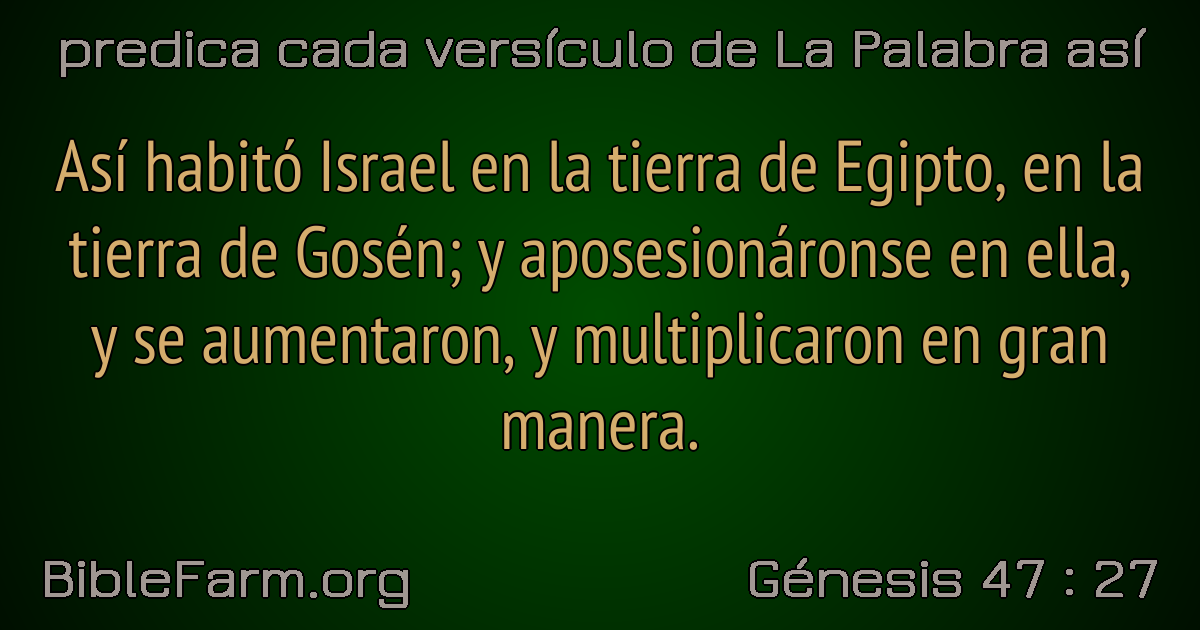 predica cada versículo de La Palabra así
Así habitó Israel en la tierra de Egipto, en la
tierra de Gosén; y aposesionáronse en ella,
y se aumentaron, y multiplicaron en gran
manera.
BibleFarm.org
Génesis 47 : 27